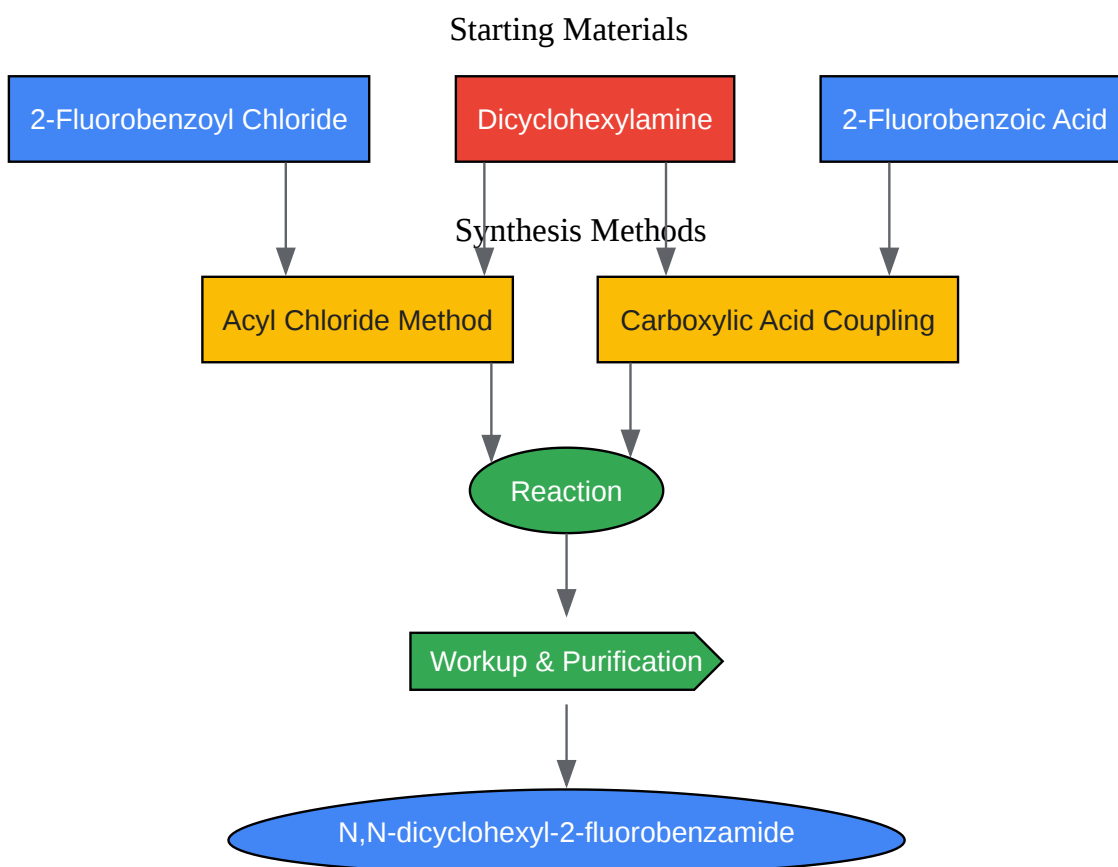 Starting Materials
2-Fluorobenzoyl Chloride
Dicyclohexylamine
2-Fluorobenzoic Acid
Synthesis Methods
Acyl Chloride Method
Carboxylic Acid Coupling
Reaction
Workup & Purification
N,N-dicyclohexyl-2-fluorobenzamide